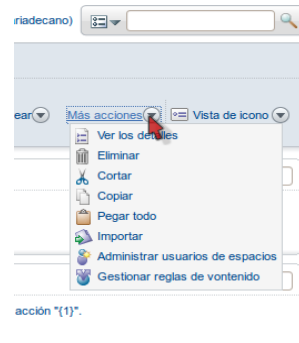 riadecano)
ear Más acciones Vista de icono
Ver los detalles
Eliminar
Cortar
Copiar
Pegar todo
Importar
Administrar usuarios de espacios
Gestionar reglas de vontenido
acción "{1}".